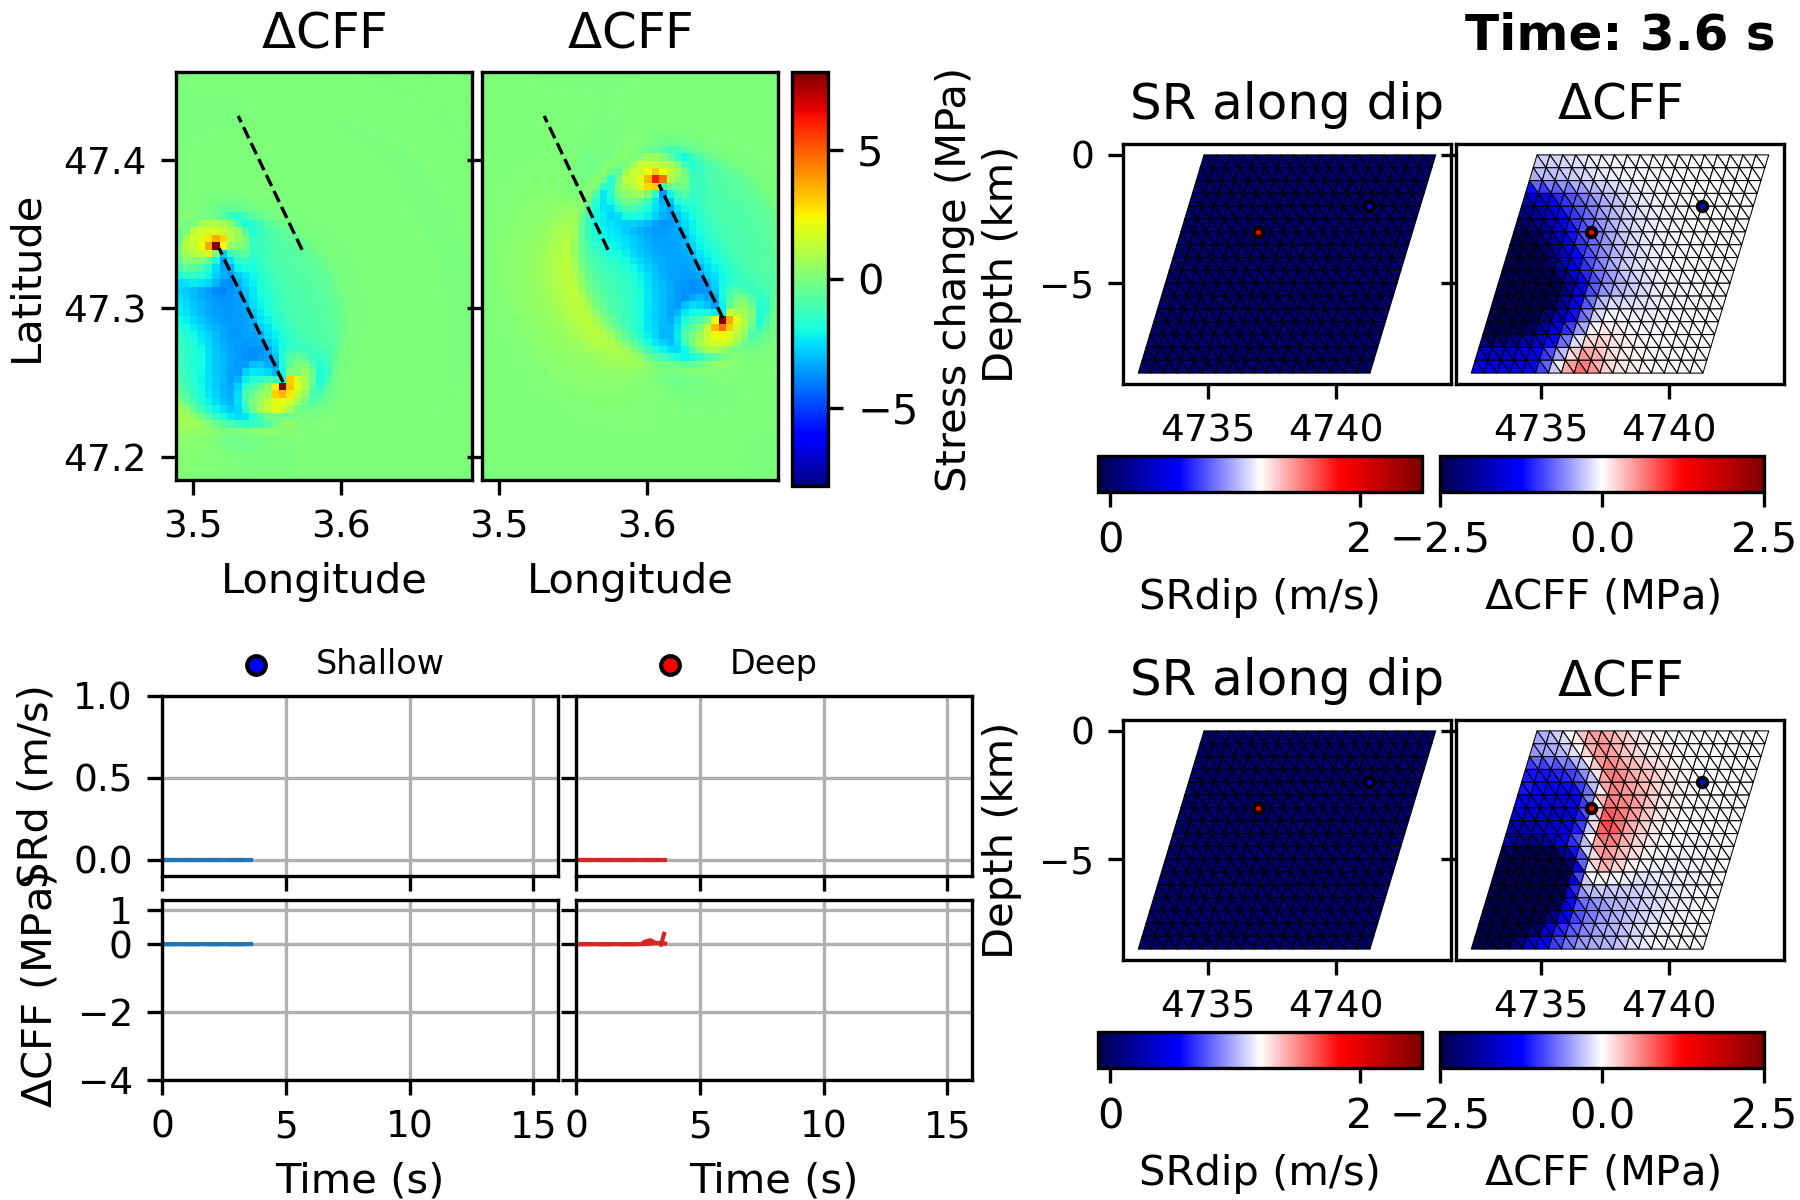 Time: 3.6 s
ΔCFF
ΔCFF
47.4
47.3
47.2
Latitude
3.5
3.6
3.5
3.6
Longitude
Longitude
5
0
−5
Stress change (MPa)
SR along dip
ΔCFF
0
−5
Depth (km)
4735
4740
4735
4740
0
2
−2.5
0.0
2.5
SRdip (m/s)
ΔCFF (MPa)
Shallow
Deep
1.0
0.5
0.0
SRd (m/s)
1
0
−2
−4
ΔCFF (MPa)
0
5
10
15
0
5
10
15
Time (s)
Time (s)
SR along dip
ΔCFF
0
−5
Depth (km)
4735
4740
4735
4740
0
2
−2.5
0.0
2.5
SRdip (m/s)
ΔCFF (MPa)